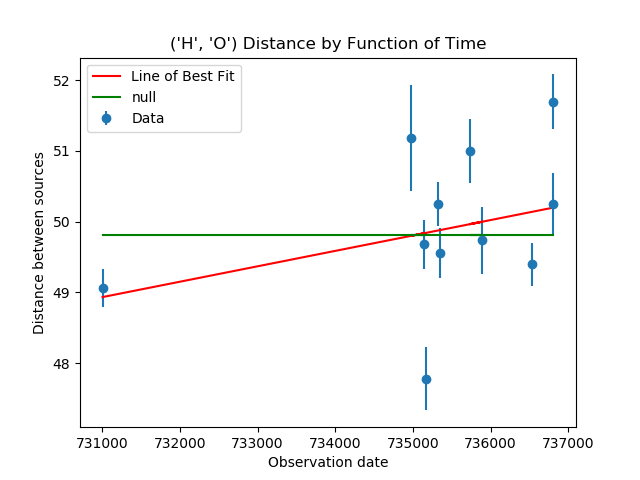 ('H', 'O') Distance by Function of Time
Line of Best Fit
null
Data
Distance between sources
52
51
50
49
48
731000 732000 733000 734000 735000 736000 737000
Observation date